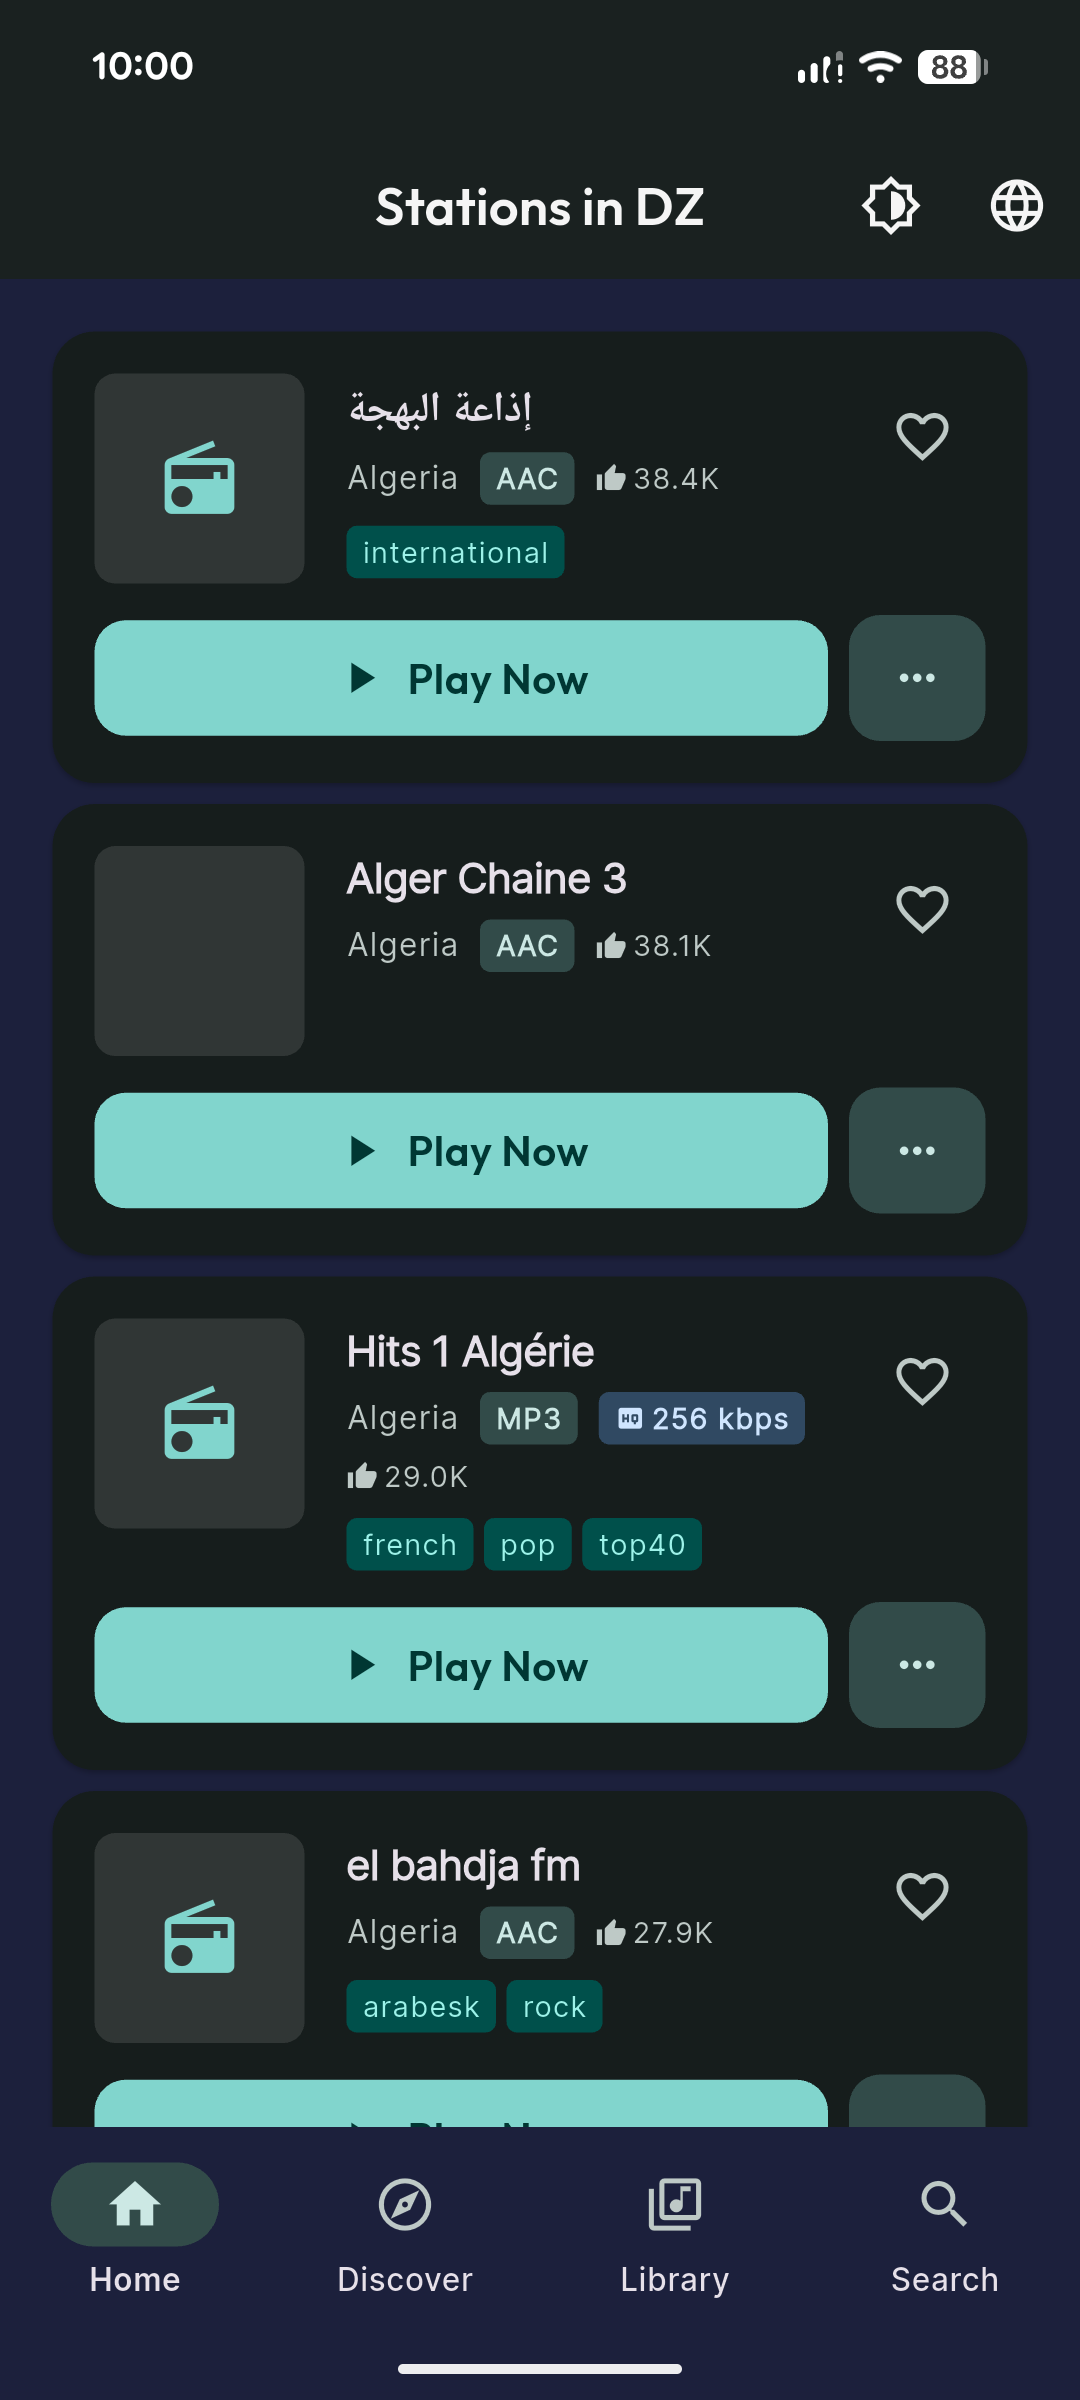 10:00
88
Stations in DZ
إذاعة البهجة
Algeria AAC 38.4K
international
Play Now
Alger Chaine 3
Algeria AAC 38.1K
Play Now
Hits 1 Algérie
Algeria MP3 HQ 256 kbps
29.0K
french pop top40
Play Now
el bahdja fm
Algeria AAC 27.9K
arabesk rock
Home Discover Library Search